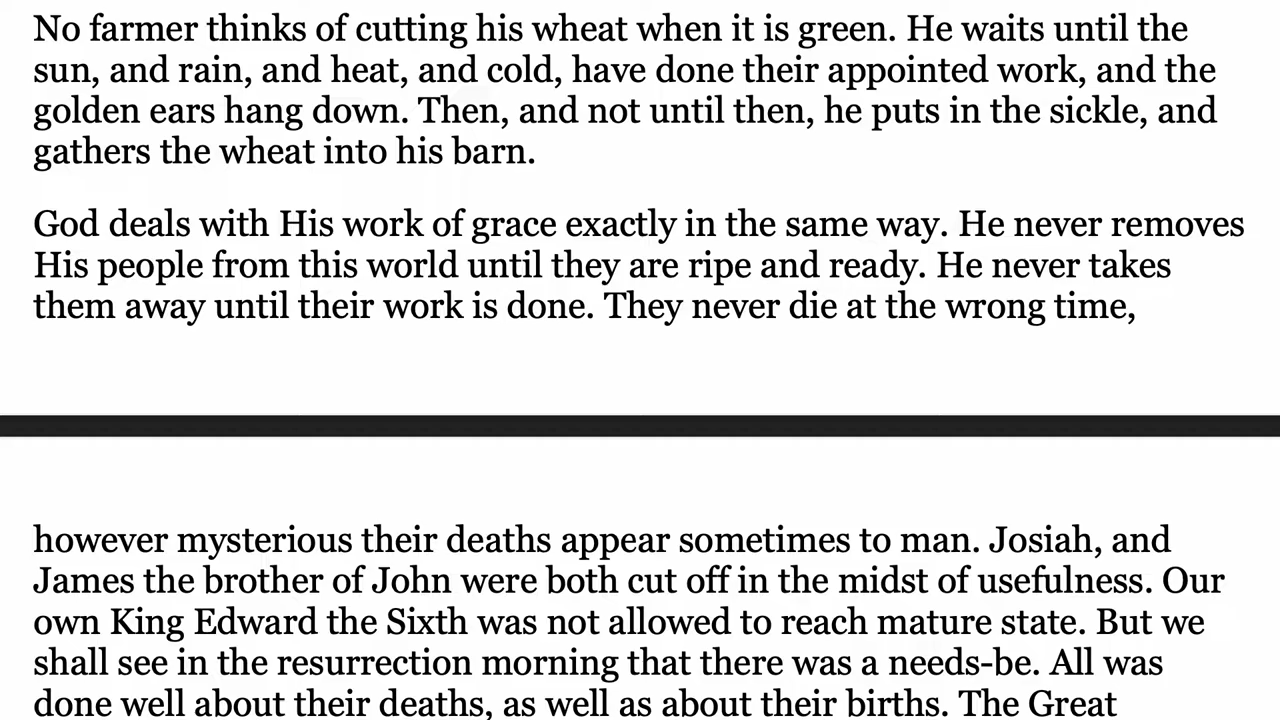 No farmer thinks of cutting his wheat when it is green. He waits until the
sun, and rain, and heat, and cold, have done their appointed work, and the
golden ears hang down. Then, and not until then, he puts in the sickle, and
gathers the wheat into his barn.
God deals with His work of grace exactly in the same way. He never removes
His people from this world until they are ripe and ready. He never takes
them away until their work is done. They never die at the wrong time,
however mysterious their deaths appear sometimes to man. Josiah, and
James the brother of John were both cut off in the midst of usefulness. Our
own King Edward the Sixth was not allowed to reach mature state. But we
shall see in the resurrection morning that there was a needs-be. All was
done well about their deaths, as well as about their births. The Great